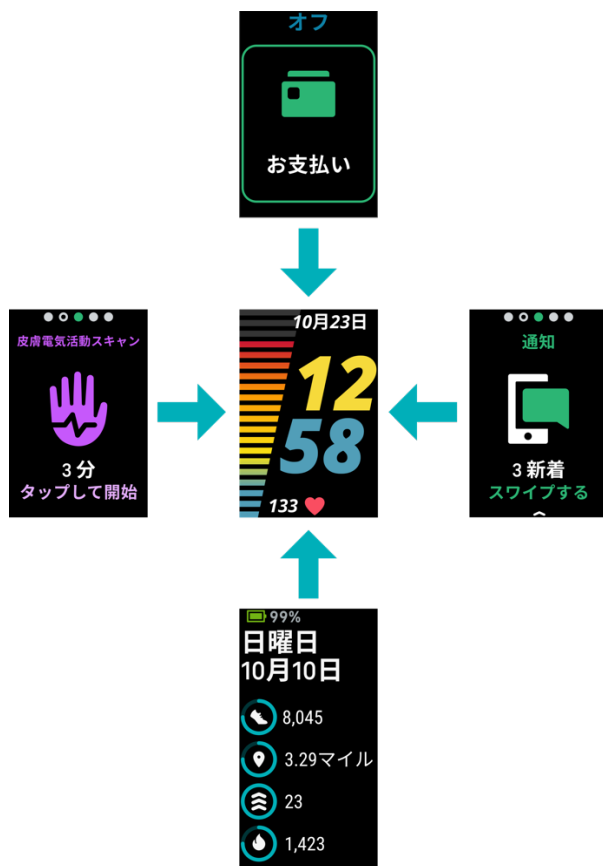 オフ
お支払い
皮膚電気活動スキャン
3 分
タップして開始
10月23日
12
58
133
通知
3 新着
スワイプする
99%
日曜日
10月10日
8,045
3.29マイル
23
1,423